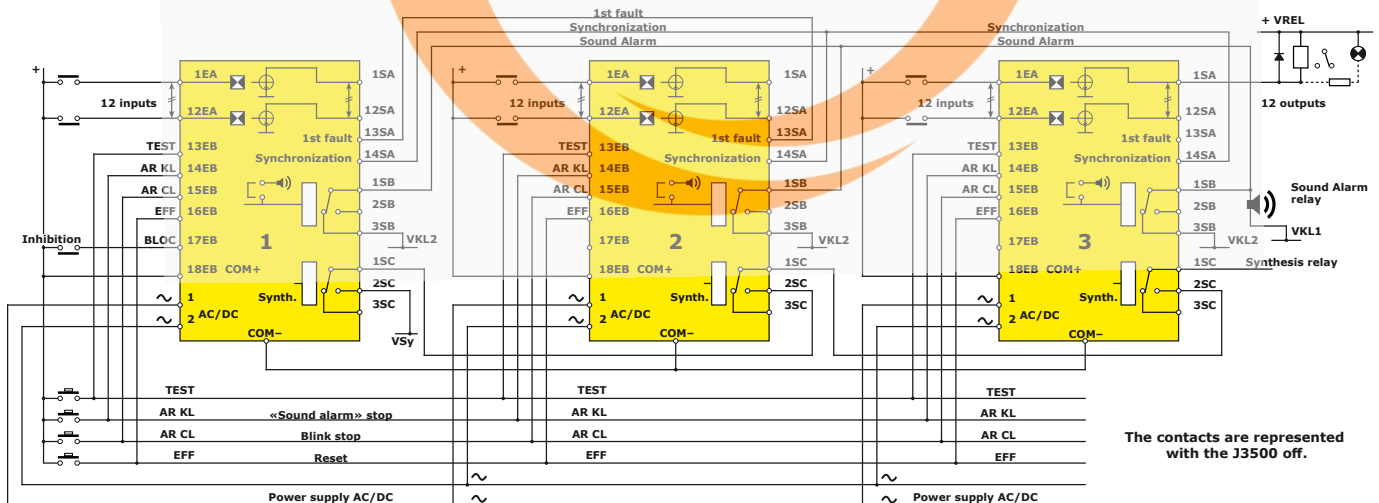 1st fault
Synchronization
Sound Alarm
Synchronization
Sound Alarm
+ VREL
+
1EA
1SA
12 inputs
12EA
12SA
1st fault
13SA
TEST
13EB
Synchronization
14SA
AR KL
14EB
AR CL
15EB
1SB
EFF
16EB
2SB
Inhibition
BLOC
17EB
1
3SB
VKL2
18EB COM+
1SC
2SC
1
Synth.
3SC
2 AC/DC
COM–
VSy
+
1EA
1SA
12 inputs
12EA
12SA
1st fault
13SA
TEST
13EB
Synchronization
14SA
AR KL
14EB
AR CL
15EB
1SB
EFF
16EB
2SB
17EB
2
3SB
VKL2
18EB COM+
1SC
2SC
1
Synth.
3SC
2 AC/DC
COM–
+
1EA
1SA
12 inputs
12EA
12SA
12 outputs
1st fault
13SA
TEST
13EB
Synchronization
14SA
AR KL
14EB
AR CL
15EB
1SB
EFF
16EB
2SB
Sound Alarm
relay
17EB
3
3SB
VKL2
VKL1
18EB COM+
1SC
Synthesis relay
2SC
1
Synth.
3SC
2 AC/DC
COM–
TEST
TEST
TEST
AR KL
«Sound alarm» stop
AR KL
AR KL
AR CL
Blink stop
AR CL
AR CL
EFF
Reset
EFF
EFF
Power supply AC/DC
Power supply AC/DC
The contacts are represented
with the J3500 off.